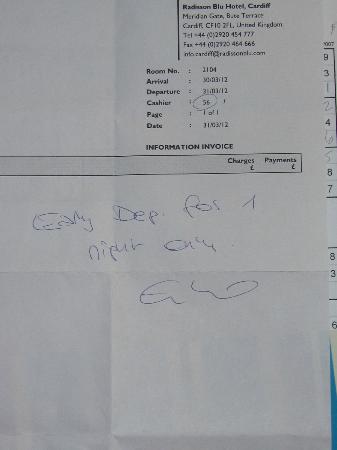 Radisson Blu Hotel, Cardiff
Meridian Gate, Bute Terrace
Cardiff, CF10 2FL, United Kingdom
Tel +44 (0)2920 454 777
Fax +44 (0)2920 464 666
info.cardiff@radissonblu.com
Room No. : 2104
Arrival : 30/03/12
Departure : 31/03/12
Cashier : 56 1
Page : 1 of 1
Date : 31/03/12
INFORMATION INVOICE
Charges Payments
£ £
Early Dep. for 1
night only.
2007
9
3
1
2
4
6
5
8
7
8
3
6